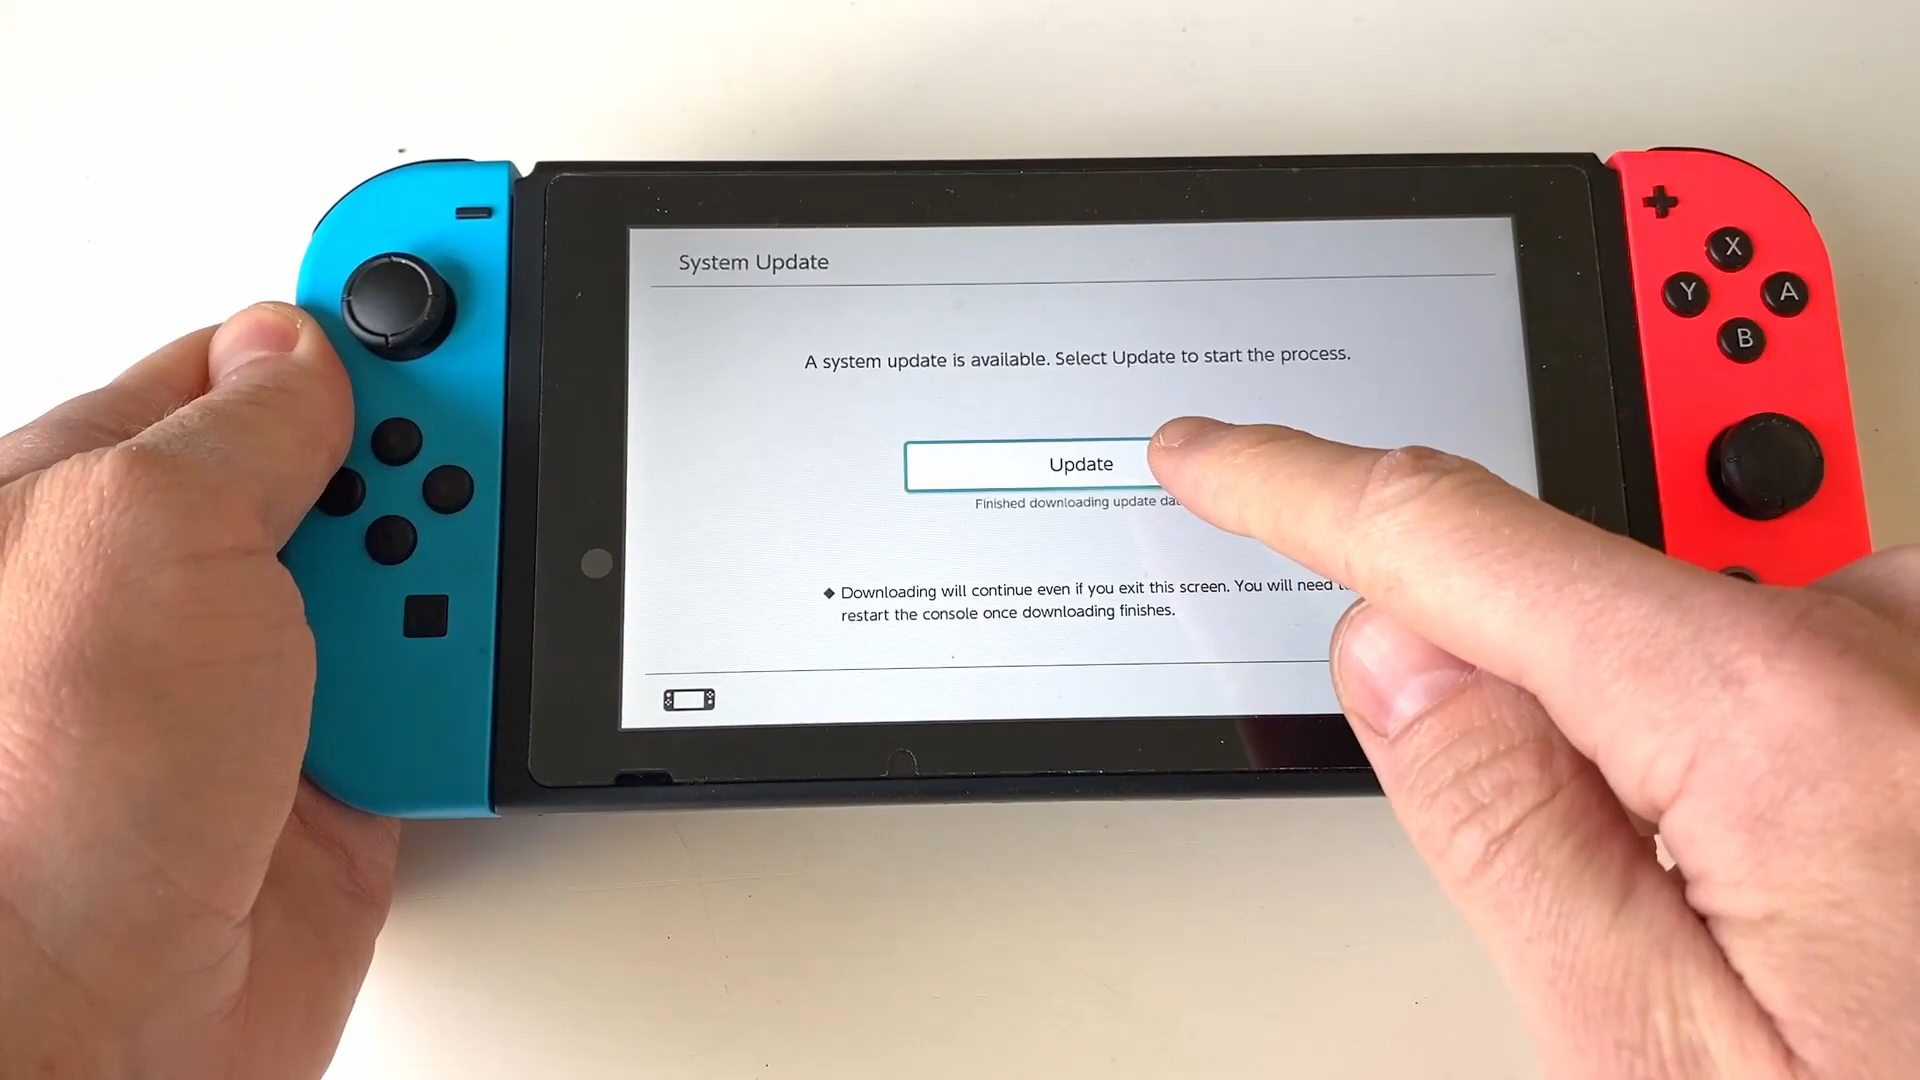 System Update
A system update is available. Select Update to start the process.
Update
Finished downloading update
◆ Downloading will continue even if you exit this screen. You will need
restart the console once downloading finishes.
X
Y
A
B